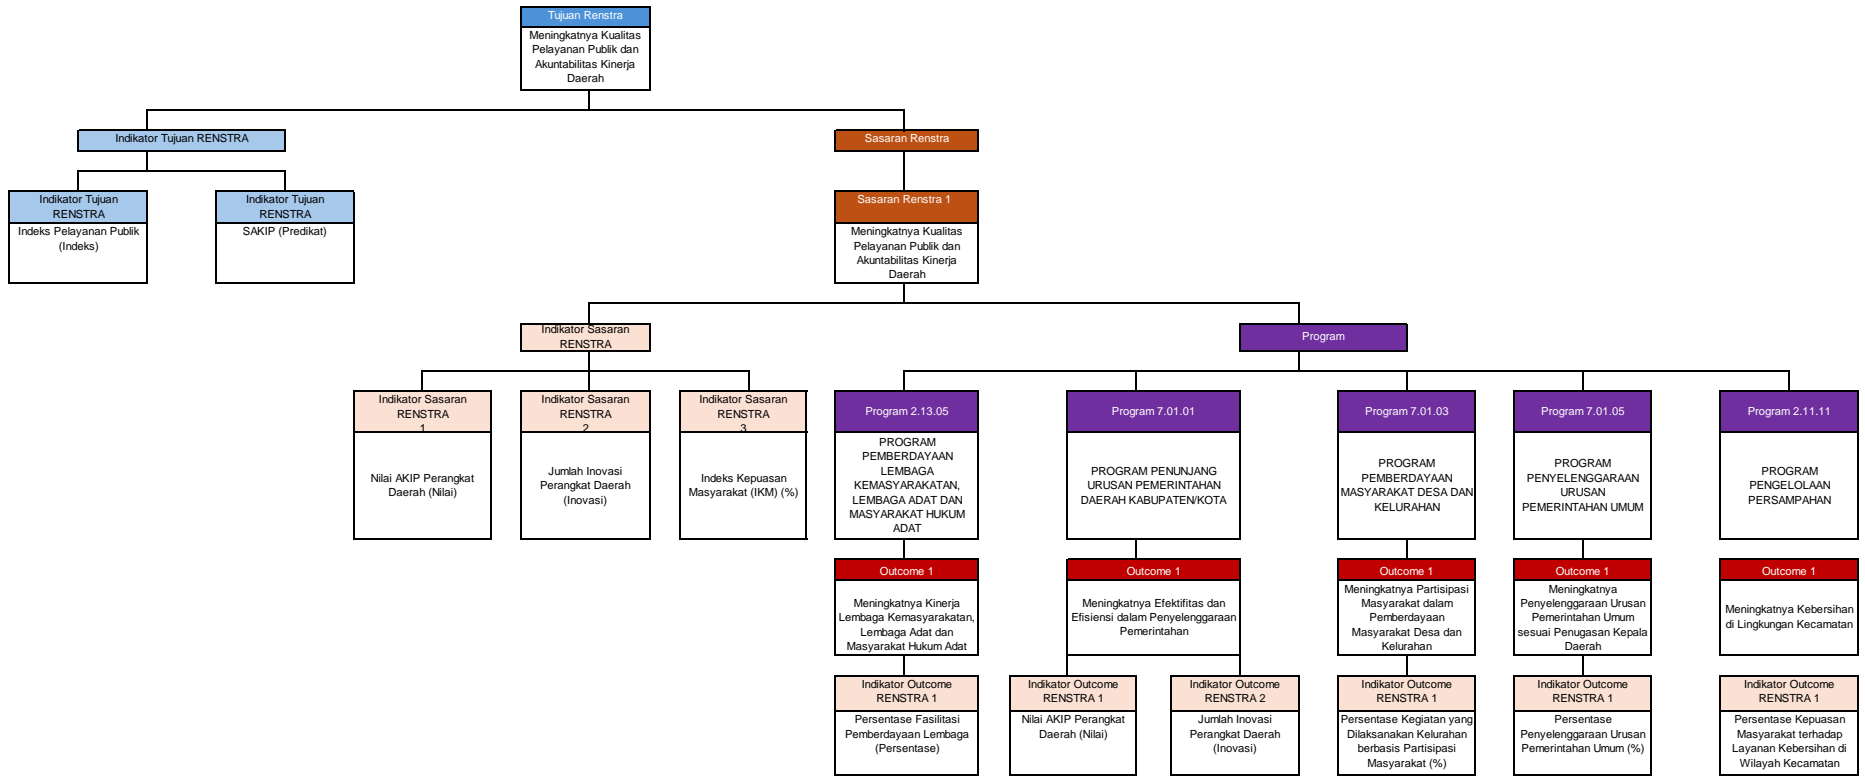 Tujuan Renstra
Meningkatnya Kualitas
Pelayanan Publik dan
Akuntabilitas Kinerja
Daerah
Indikator Tujuan RENSTRA
Sasaran Renstra
Indikator Tujuan
RENSTRA
Indeks Pelayanan Publik
(Indeks)
Indikator Tujuan
RENSTRA
SAKIP (Predikat)
Sasaran Renstra 1
Meningkatnya Kualitas
Pelayanan Publik dan
Akuntabilitas Kinerja
Daerah
Indikator Sasaran
RENSTRA
Program
Indikator Sasaran
RENSTRA
1
Nilai AKIP Perangkat
Daerah (Nilai)
Indikator Sasaran
RENSTRA
2
Jumlah Inovasi
Perangkat Daerah
(Inovasi)
Indikator Sasaran
RENSTRA
3
Indeks Kepuasan
Masyarakat (IKM) (%)
Program 2.13.05
PROGRAM
PEMBERDAYAAN
LEMBAGA
KEMASYARAKATAN,
LEMBAGA ADAT DAN
MASYARAKAT HUKUM
ADAT
Program 7.01.01
PROGRAM PENUNJANG
URUSAN PEMERINTAHAN
DAERAH KABUPATEN/KOTA
Program 7.01.03
PROGRAM
PEMBERDAYAAN
MASYARAKAT DESA DAN
KELURAHAN
Program 7.01.05
PROGRAM
PENYELENGGARAAN
URUSAN
PEMERINTAHAN UMUM
Program 2.11.11
PROGRAM
PENGELOLAAN
PERSAMPAHAN
Outcome 1
Meningkatnya Kinerja
Lembaga Kemasyarakatan,
Lembaga Adat dan
Masyarakat Hukum Adat
Outcome 1
Meningkatnya Efektifitas dan
Efisiensi dalam Penyelenggaraan
Pemerintahan
Outcome 1
Meningkatnya Partisipasi
Masyarakat dalam
Pemberdayaan
Masyarakat Desa dan
Kelurahan
Outcome 1
Meningkatnya
Penyelenggaraan Urusan
Pemerintahan Umum
sesuai Penugasan Kepala
Daerah
Outcome 1
Meningkatnya Kebersihan
di Lingkungan Kecamatan
Indikator Outcome
RENSTRA 1
Persentase Fasilitasi
Pemberdayaan Lembaga
(Persentase)
Indikator Outcome
RENSTRA 1
Nilai AKIP Perangkat
Daerah (Nilai)
Indikator Outcome
RENSTRA 2
Jumlah Inovasi
Perangkat Daerah
(Inovasi)
Indikator Outcome
RENSTRA 1
Persentase Kegiatan yang
Dilaksanakan Kelurahan
berbasis Partisipasi
Masyarakat (%)
Indikator Outcome
RENSTRA 1
Persentase
Penyelenggaraan Urusan
Pemerintahan Umum (%)
Indikator Outcome
RENSTRA 1
Persentase Kepuasan
Masyarakat terhadap
Layanan Kebersihan di
Wilayah Kecamatan